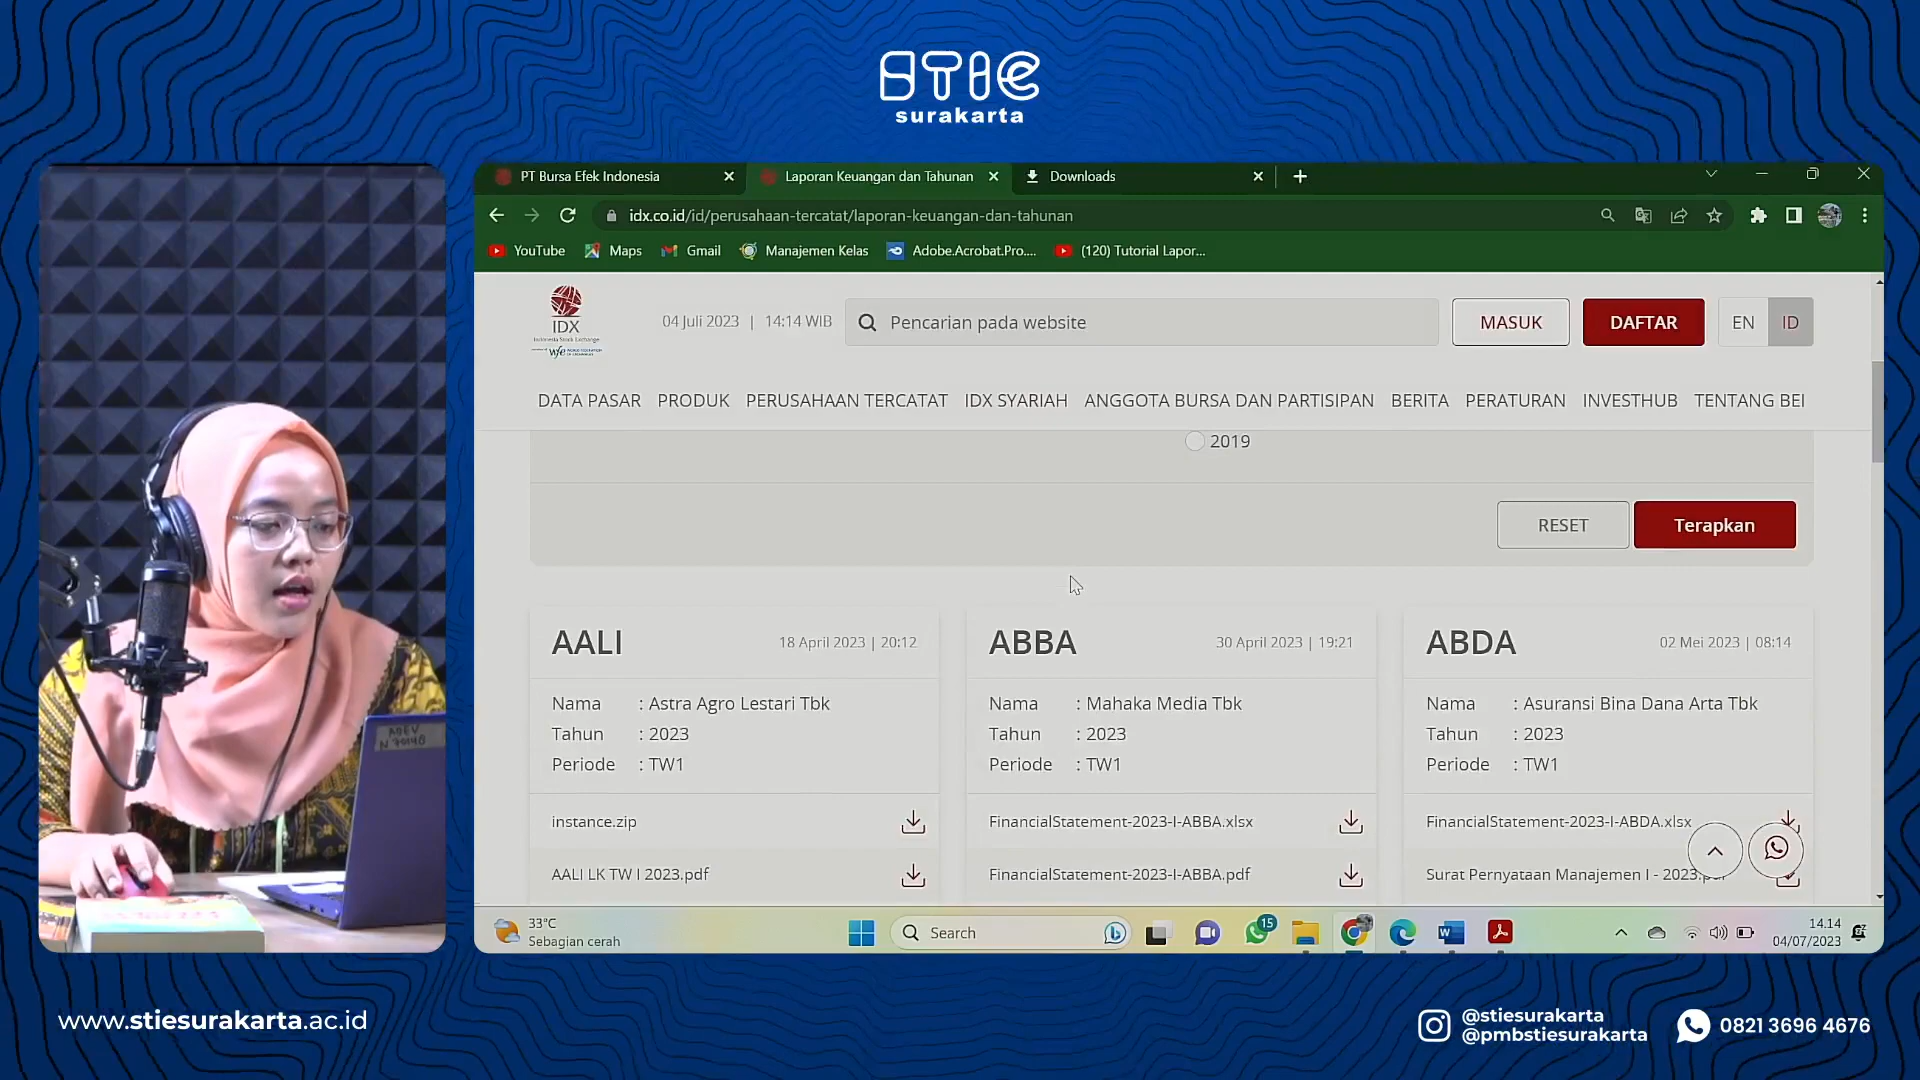 STIE
surakarta
PT Bursa Efek Indonesia
Laporan Keuangan dan Tahunan
Downloads
idx.co.id/id/perusahaan-tercatat/laporan-keuangan-dan-tahunan
YouTube
Maps
Gmail
Manajemen Kelas
Adobe.Acrobat.Pro....
(120) Tutorial Lapor...
IDX
Indonesia Stock Exchange
04 Juli 2023 | 14:14 WIB
Pencarian pada website
MASUK
DAFTAR
EN
ID
DATA PASAR
PRODUK
PERUSAHAAN TERCATAT
IDX SYARIAH
ANGGOTA BURSA DAN PARTISIPAN
BERITA
PERATURAN
INVESTHUB
TENTANG BEI
2019
RESET
Terapkan
AALI
18 April 2023 | 20:12
Nama : Astra Agro Lestari Tbk
Tahun : 2023
Periode : TW1
instance.zip
AALI LK TW I 2023.pdf
ABBA
30 April 2023 | 19:21
Nama : Mahaka Media Tbk
Tahun : 2023
Periode : TW1
FinancialStatement-2023-I-ABBA.xlsx
FinancialStatement-2023-I-ABBA.pdf
ABDA
02 Mei 2023 | 08:14
Nama : Asuransi Bina Dana Arta Tbk
Tahun : 2023
Periode : TW1
FinancialStatement-2023-I-ABDA.xlsx
Surat Pernyataan Manajemen I - 2023.pdf
33°C
Sebagian cerah
Search
15
14.14
04/07/2023
www.stiesurakarta.ac.id
@stiesurakarta
@pmbstiesurakarta
0821 3696 4676